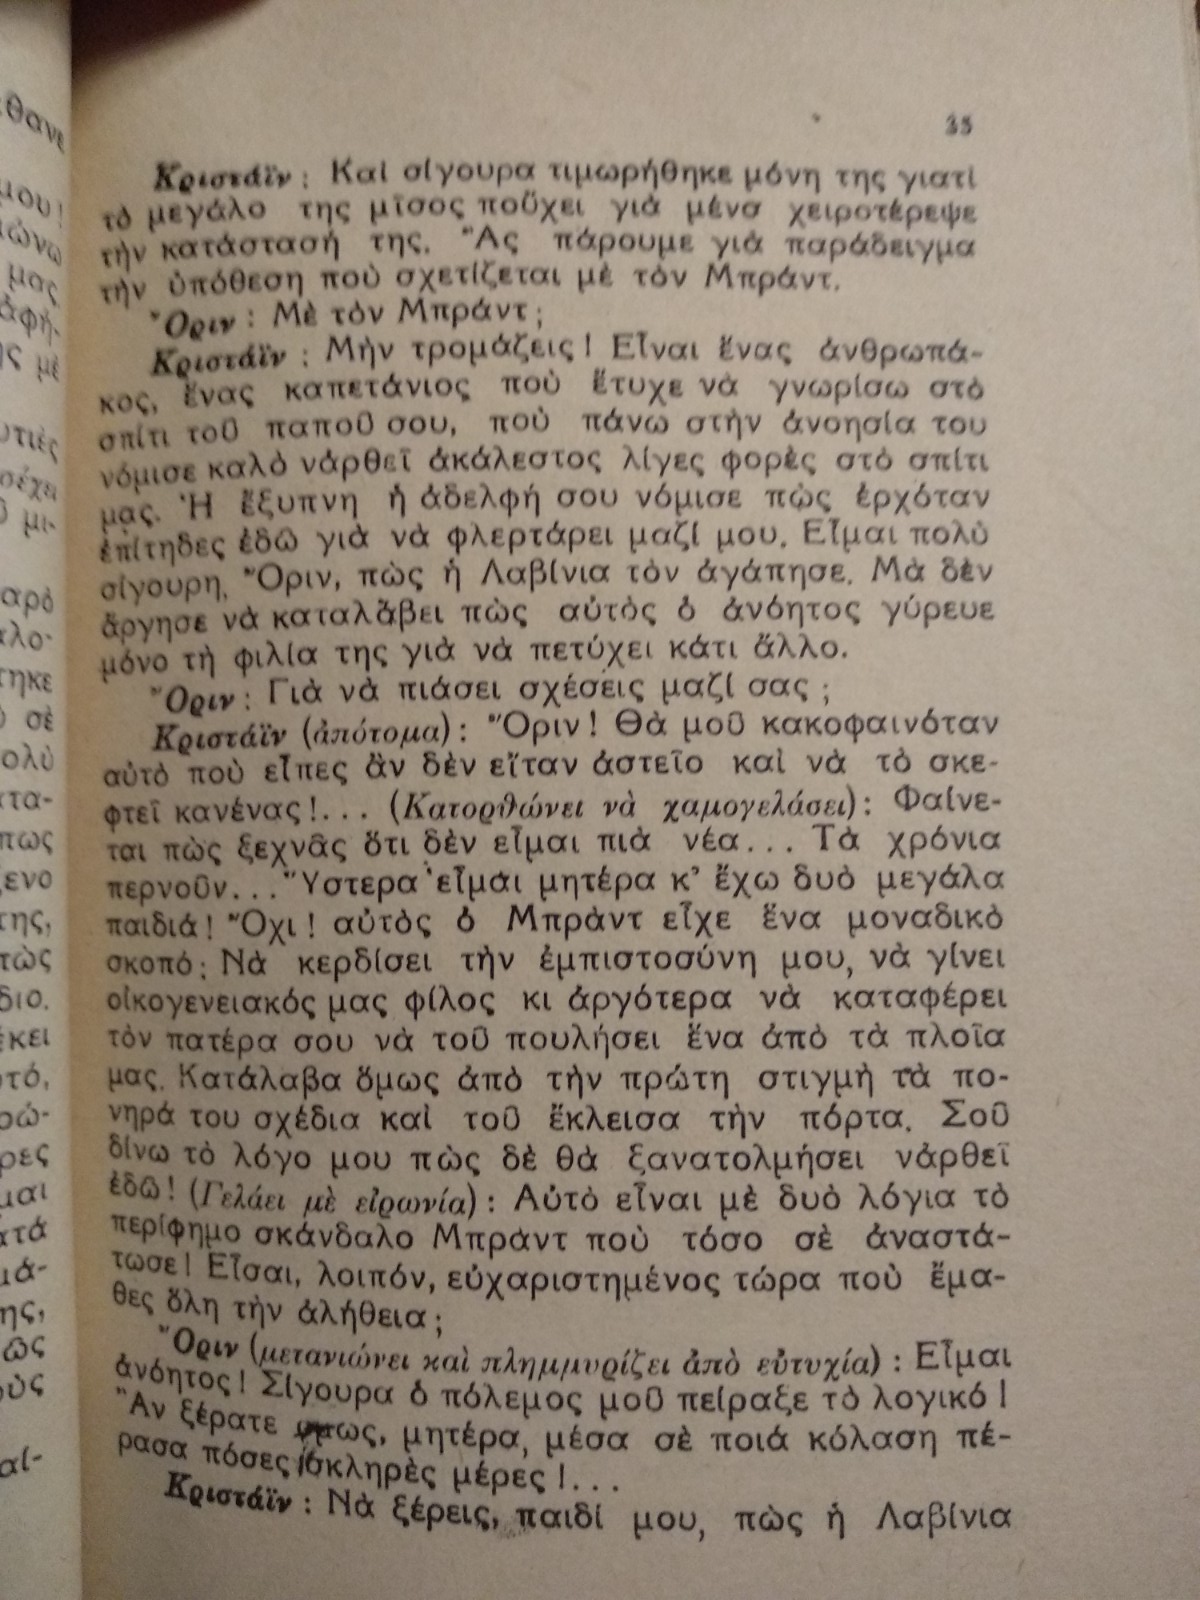 35
Κριστάϊν : Καὶ σίγουρα τιμωρήθηκε μόνη της γιατί
τὸ μεγάλο της μῖσος ποὔχει γιὰ μένα χειροτέρεψε
τὴν κατάστασή της. Ἂς πάρουμε γιὰ παράδειγμα
τὴν ὑπόθεση ποὺ σχετίζεται μὲ τὸν Μπράντ.
Ὄριν : Μὲ τὸν Μπράντ ;
Κριστάϊν : Μὴν τρομάζεις ! Εἶναι ἕνας ἀνθρωπά-
κος, ἕνας καπετάνιος ποὺ ἔτυχε νὰ γνωρίσω στὸ
σπίτι τοῦ παποῦ σου, ποὺ πάνω στὴν ἀνοησία του
νόμισε καλὸ νἀρθεῖ ἀκάλεστος λίγες φορὲς στὸ σπίτι
μας. Ἡ ἔξυπνη ἡ ἀδελφή σου νόμισε πὼς ἐρχόταν
ἐπίτηδες ἐδῶ γιὰ νὰ φλερτάρει μαζί μου. Εἶμαι πολὺ
σίγουρη, Ὄριν, πὼς ἡ Λαβίνια τὸν ἀγάπησε. Μὰ δὲν
ἄργησε νὰ καταλάβει πὼς αὐτὸς ὁ ἀνόητος γύρευε
μόνο τὴ φιλία της γιὰ νὰ πετύχει κάτι ἄλλο.
Ὄριν : Γιὰ νὰ πιάσει σχέσεις μαζί σας ;
Κριστάϊν (ἀπότομα) : Ὄριν ! Θὰ μοῦ κακοφαινόταν
αὐτὸ ποὺ εἶπες ἂν δὲν εἴταν ἀστεῖο καὶ νὰ τὸ σκε-
φτεῖ κανένας !... (Κατορθώνει νὰ χαμογελάσει) : Φαίνε-
ται πὼς ξεχνᾶς ὅτι δὲν εἶμαι πιὰ νέα... Τὰ χρόνια
περνοῦν... Ὕστερα εἶμαι μητέρα κ' ἔχω δυὸ μεγάλα
παιδιά ! Ὄχι ! αὐτὸς ὁ Μπρὰντ εἶχε ἕνα μοναδικὸ
σκοπό : Νὰ κερδίσει τὴν ἐμπιστοσύνη μου, νὰ γίνει
οἰκογενειακός μας φίλος κι ἀργότερα νὰ καταφέρει
τὸν πατέρα σου νὰ τοῦ πουλήσει ἕνα ἀπὸ τὰ πλοῖα
μας. Κατάλαβα ὅμως ἀπὸ τὴν πρώτη στιγμὴ τὰ πο-
νηρά του σχέδια καὶ τοῦ ἔκλεισα τὴν πόρτα. Σοῦ
δίνω τὸ λόγο μου πὼς δὲ θὰ ξανατολμήσει νἀρθεῖ
ἐδῶ ! (Γελάει μὲ εἰρωνία) : Αὐτὸ εἶναι μὲ δυὸ λόγια τὸ
περίφημο σκάνδαλο Μπρὰντ ποὺ τόσο σὲ ἀναστά-
τωσε ! Εἶσαι, λοιπόν, εὐχαριστημένος τώρα ποὺ ἔμα-
θες ὅλη τὴν ἀλήθεια ;
Ὄριν (μετανιώνει καὶ πλημμυρίζει ἀπὸ εὐτυχία) : Εἶμαι
ἀνόητος ! Σίγουρα ὁ πόλεμος μοῦ πείραξε τὸ λογικό !
Ἂν ξέρατε ὅμως, μητέρα, μέσα σὲ ποιά κόλαση πέ-
ρασα πόσες σκληρὲς μέρες !...
Κριστάϊν : Νὰ ξέρεις, παιδί μου, πὼς ἡ Λαβίνια